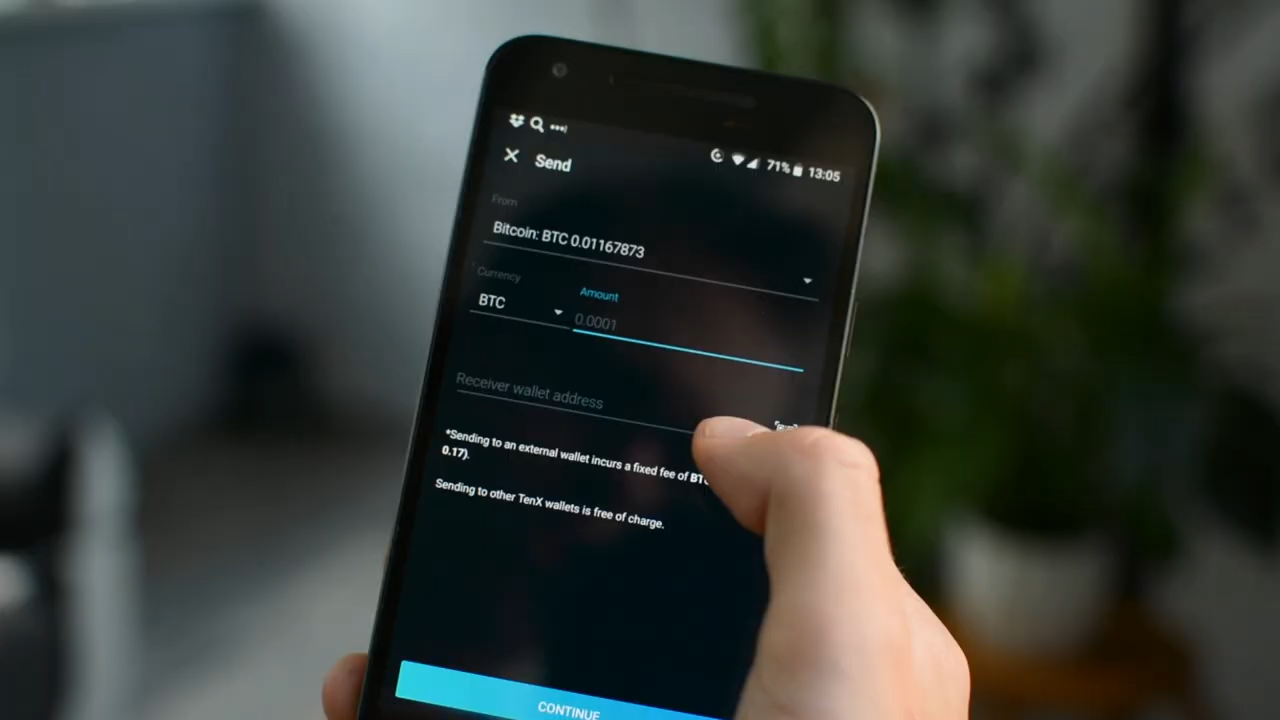 71% 13:05
Send
From
Bitcoin: BTC 0.01167873
Currency
Amount
BTC
0.0001
Receiver wallet address
*Sending to an external wallet incurs a fixed fee of BTC
0.17).
Sending to other TenX wallets is free of charge.
CONTINUE